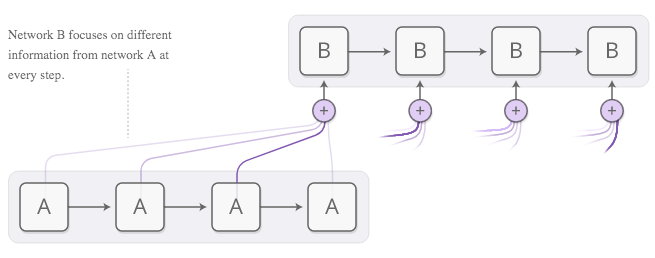 Network B focuses on different
information from network A at
every step.
B B B B
+ + + +
A A A A